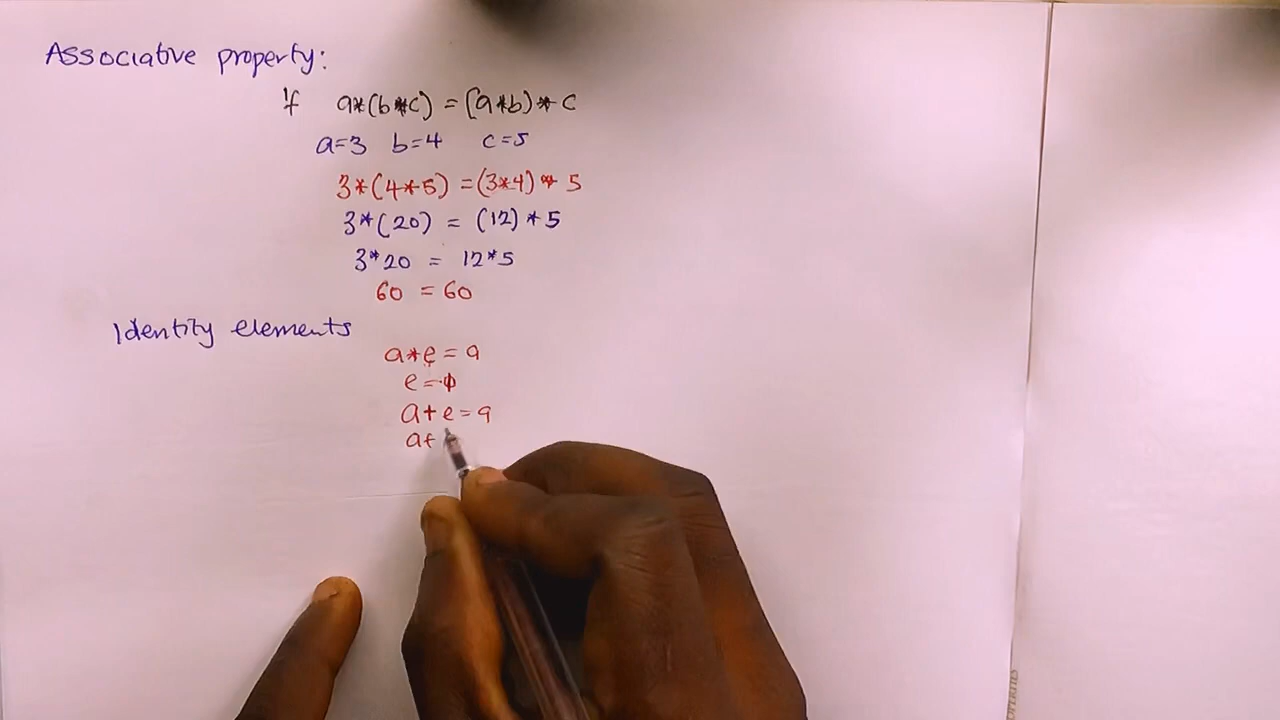 Associative property:
If a*(b*c) = (a*b)*c
a=3 b=4 c=5
3*(4*5) = (3*4)*5
3*(20) = (12)*5
3*20 = 12*5
60 = 60
Identity elements
a*e = a
e =
a+e = a
a+